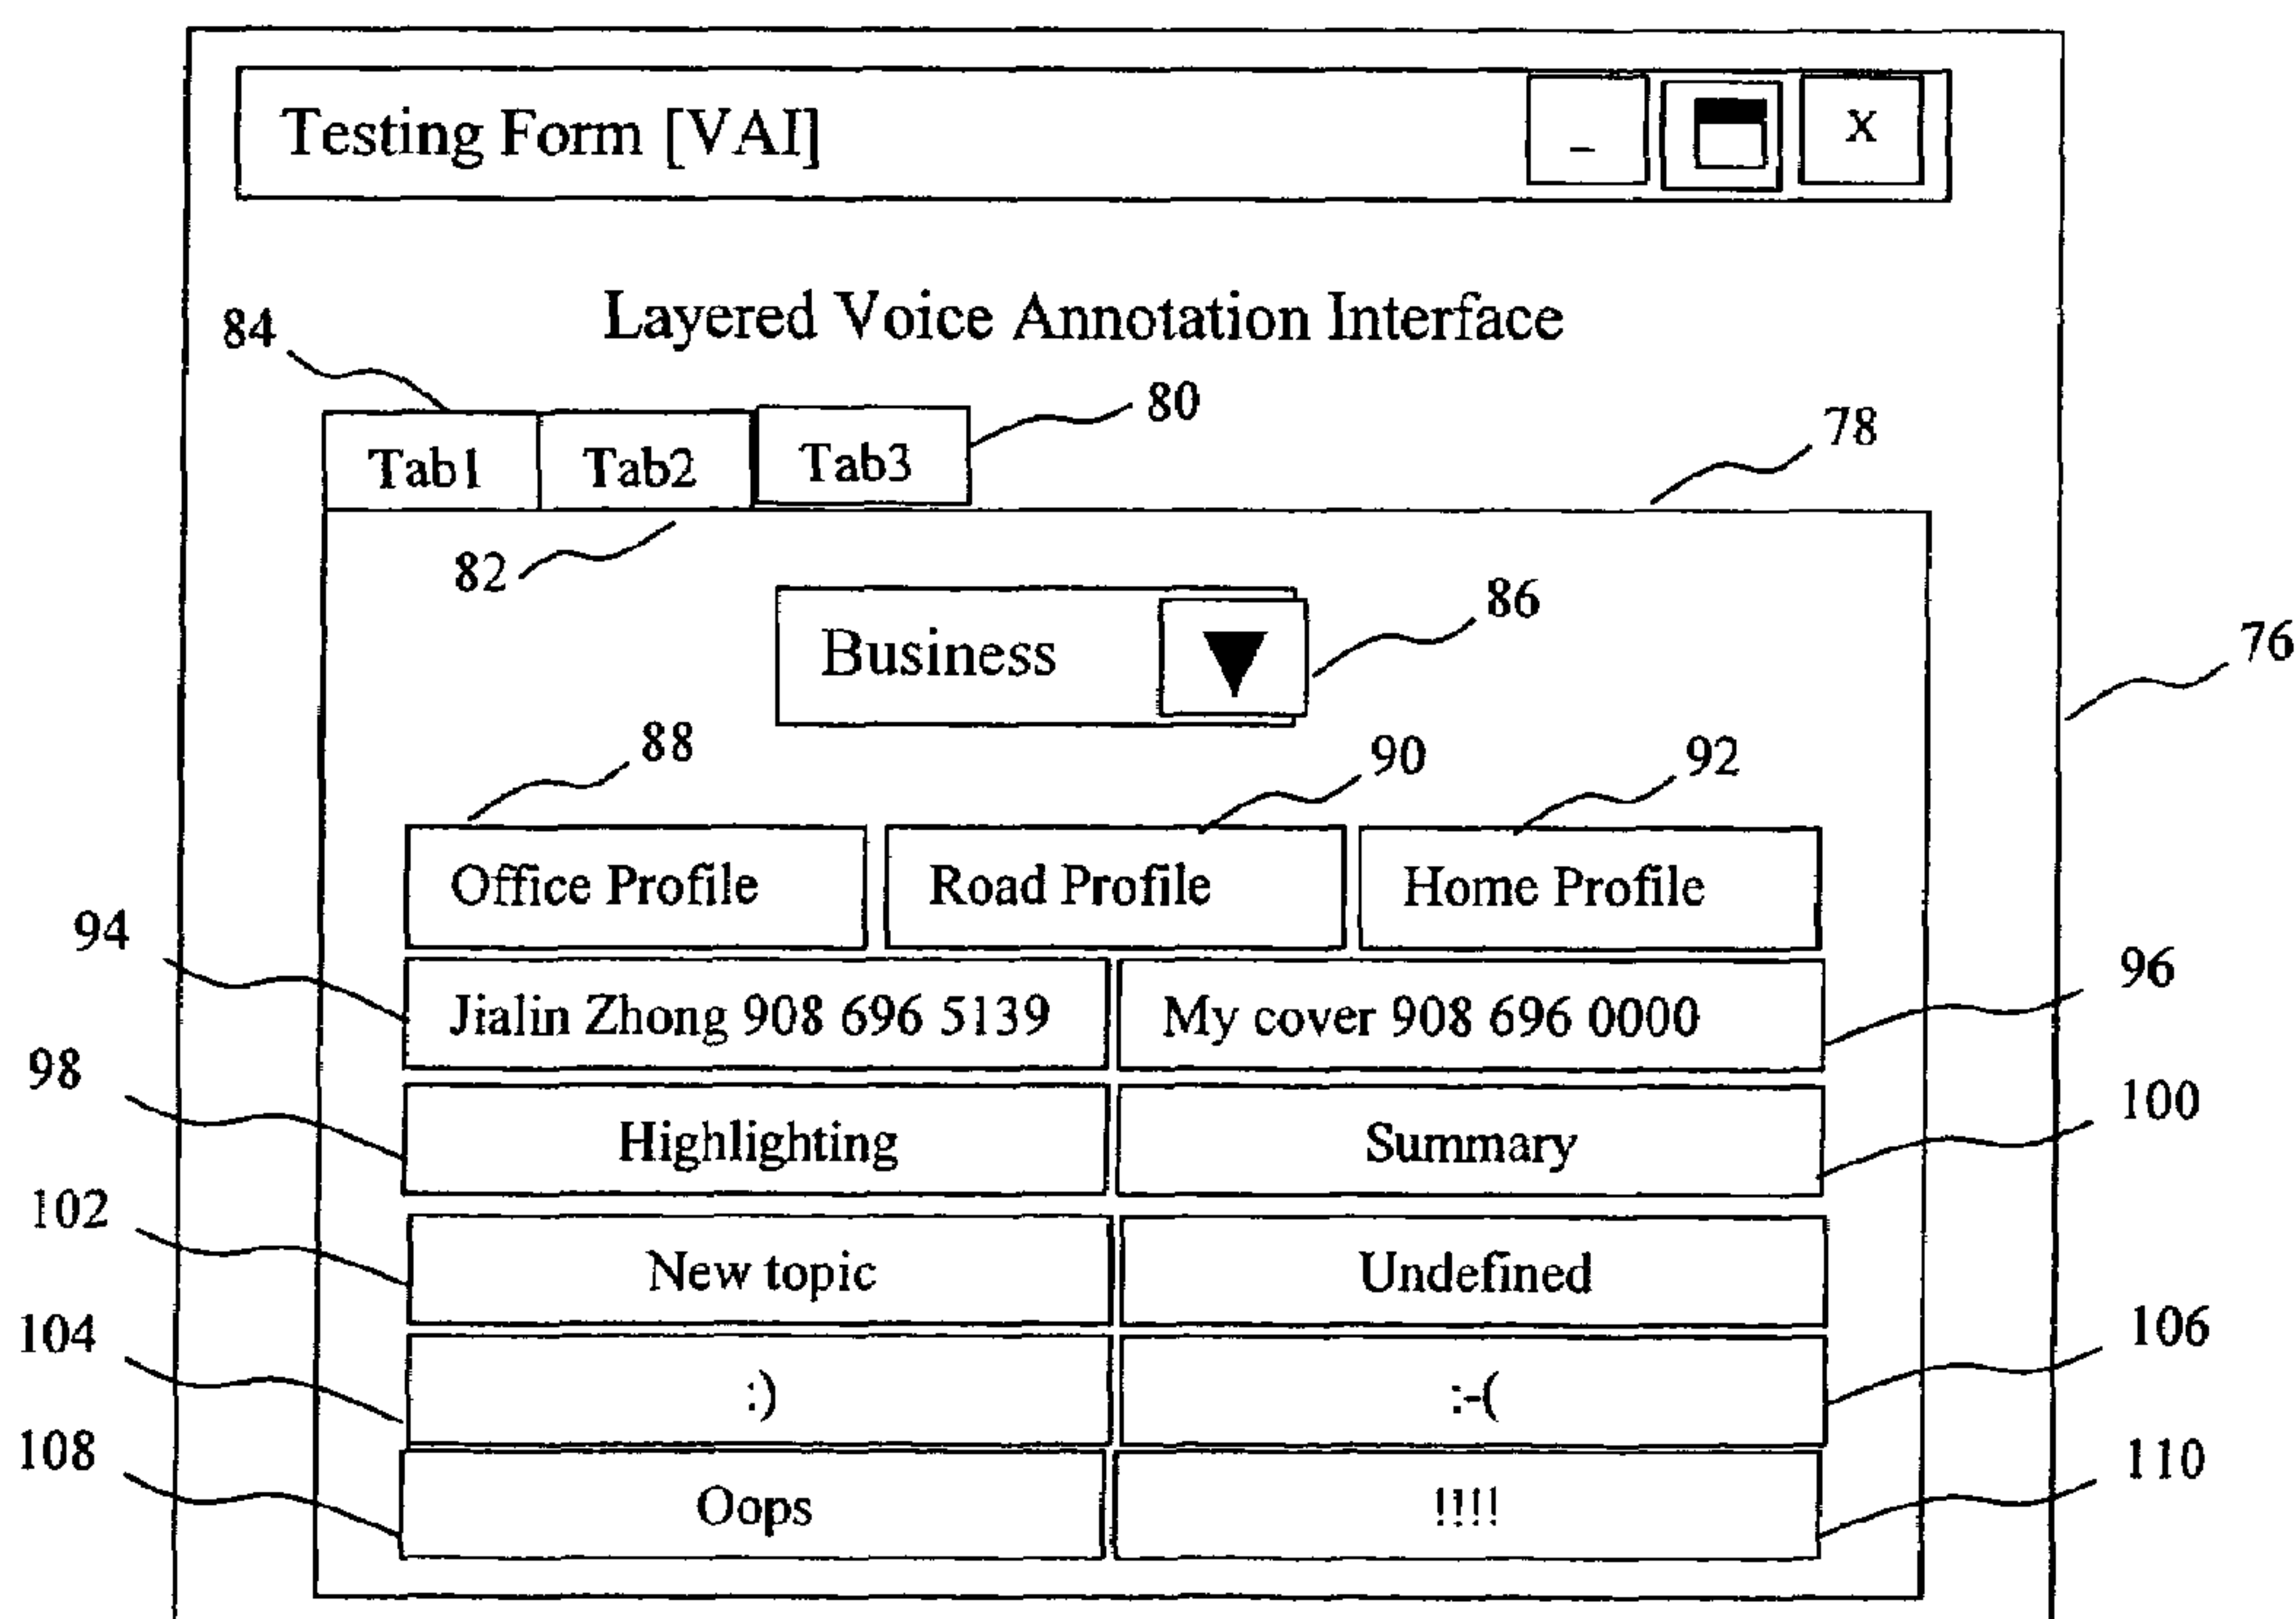 Testing Form [VAI] _ X
Layered Voice Annotation Interface
84
80
78
Tab1 Tab2 Tab3
82
86
Business
76
88
90
92
Office Profile Road Profile Home Profile
94
96
Jialin Zhong 908 696 5139 My cover 908 696 0000
98
100
Highlighting Summary
102
New topic Undefined
104
106
:) :-(
108
110
Oops !!!!